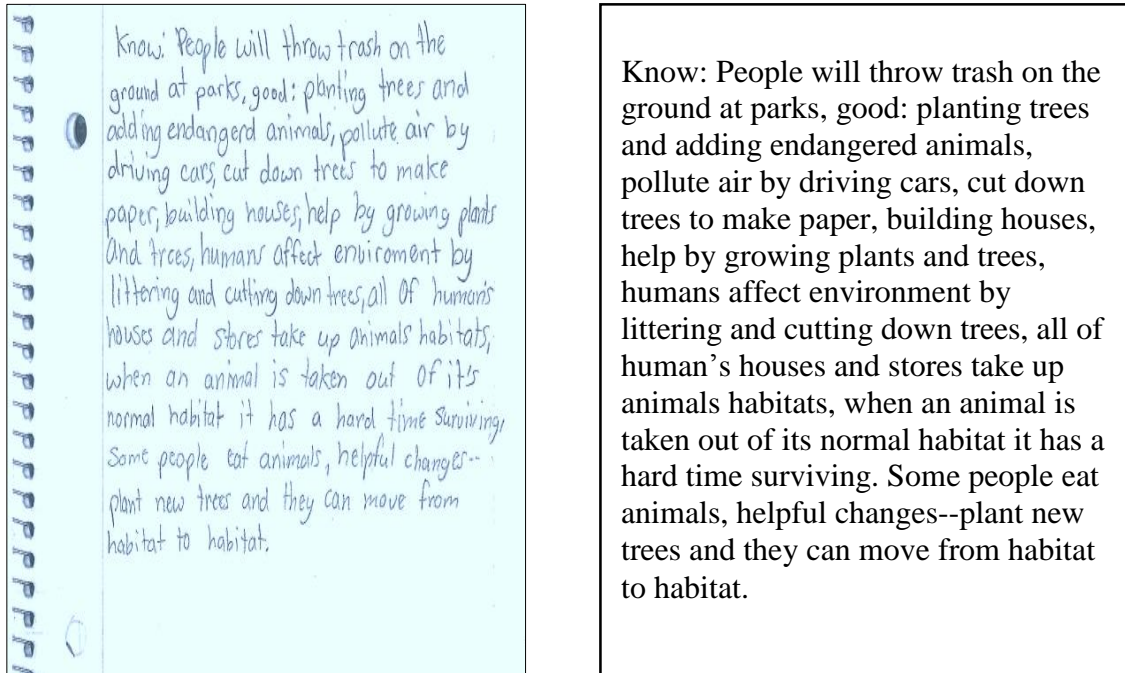 Know: People will throw trash on the
ground at parks, good: planting trees and
adding endangerd animals, pollute air by
driving cars, cut down trees to make
paper, building houses, help by growing plants
and trees, humans affect enviroment by
littering and cutting down trees, all of human's
houses and stores take up animals habitats,
when an animal is taken out of it's
normal habitat it has a hard time surviving,
Some people eat animals, helpful changes--
plant new trees and they can move from
habitat to habitat.
Know: People will throw trash on the
ground at parks, good: planting trees
and adding endangered animals,
pollute air by driving cars, cut down
trees to make paper, building houses,
help by growing plants and trees,
humans affect environment by
littering and cutting down trees, all of
human’s houses and stores take up
animals habitats, when an animal is
taken out of its normal habitat it has a
hard time surviving. Some people eat
animals, helpful changes--plant new
trees and they can move from habitat
to habitat.